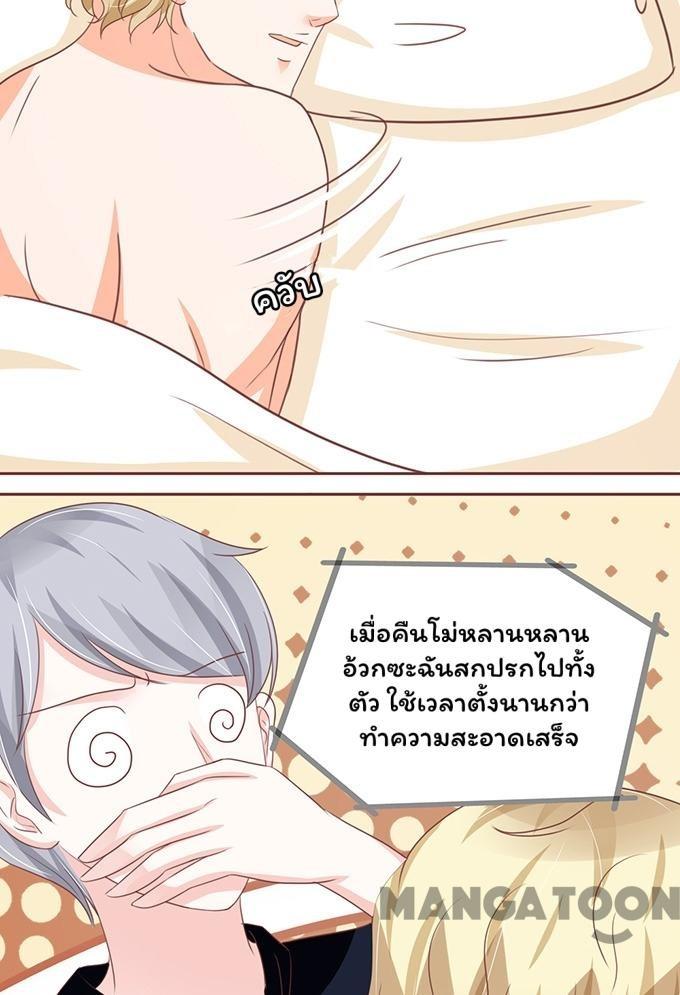 ควับ
เมื่อคืนโม่หลานหลาน
อ้วกซะฉันสกปรกไปทั้ง
ตัว ใช้เวลาตั้งนานกว่า
ทำความสะอาดเสร็จ
MANGATOON